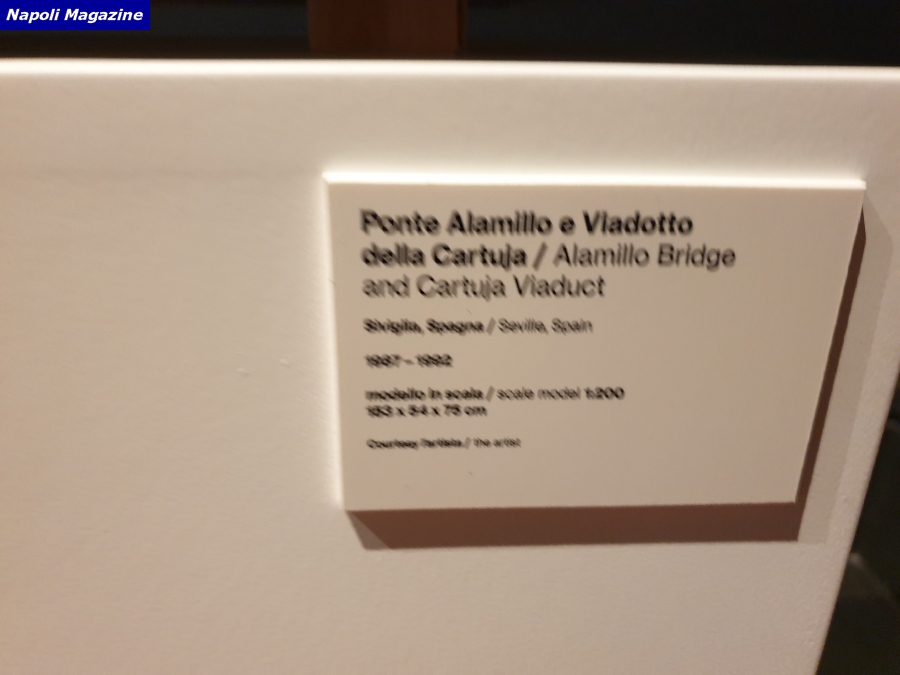 Napoli Magazine
Ponte Alamillo e Viadotto
della Cartuja / Alamillo Bridge
and Cartuja Viaduct
Siviglia, Spagna / Seville, Spain
1987 – 1992
modello in scala / scale model 1:200
153 x 54 x 75 cm
Courtesy l'artista / the artist